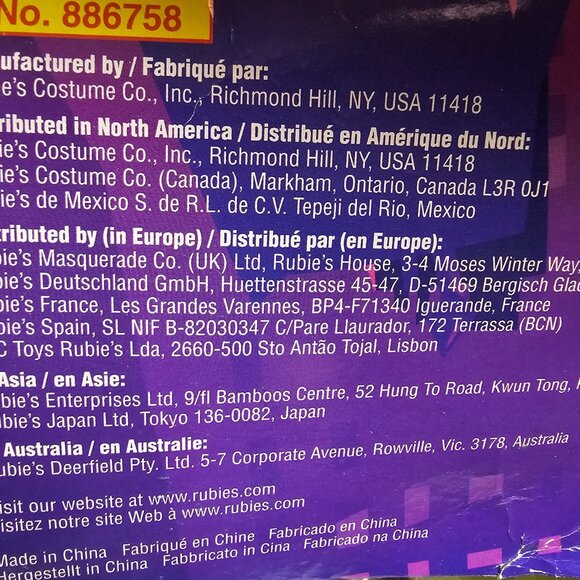 No. 886758
ufactured by / Fabriqué par:
e's Costume Co., Inc., Richmond Hill, NY, USA 11418
ributed in North America / Distribué en Amérique du Nord:
ie's Costume Co., Inc., Richmond Hill, NY, USA 11418
ie's Costume Co. (Canada), Markham, Ontario, Canada L3R 0J1
ie's de Mexico S. de R.L. de C.V. Tepeji del Rio, Mexico
tributed by (in Europe) / Distribué par (en Europe):
bie's Masquerade Co. (UK) Ltd, Rubie's House, 3-4 Moses Winter Way,
bie's Deutschland GmbH, Huettenstrasse 45-47, D-51469 Bergisch Glad
bie's France, Les Grandes Varennes, BP4-F71340 Iguerande, France
bie's Spain, SL NIF B-82030347 C/Pare Llaurador, 172 Terrassa (BCN)
C Toys Rubie's Lda, 2660-500 Sto Antão Tojal, Lisbon
Asia / en Asie:
ubie's Enterprises Ltd, 9/fl Bamboos Centre, 52 Hung To Road, Kwun Tong, K
ubie's Japan Ltd, Tokyo 136-0082, Japan
Australia / en Australie:
ubie's Deerfield Pty. Ltd. 5-7 Corporate Avenue, Rowville, Vic. 3178, Australia
isit our website at www.rubies.com
isitez notre site Web à www.rubies.com
Made in China Fabriqué en Chine Fabricado en China
Hergestellt in China Fabbricato in Cina Fabricado na China